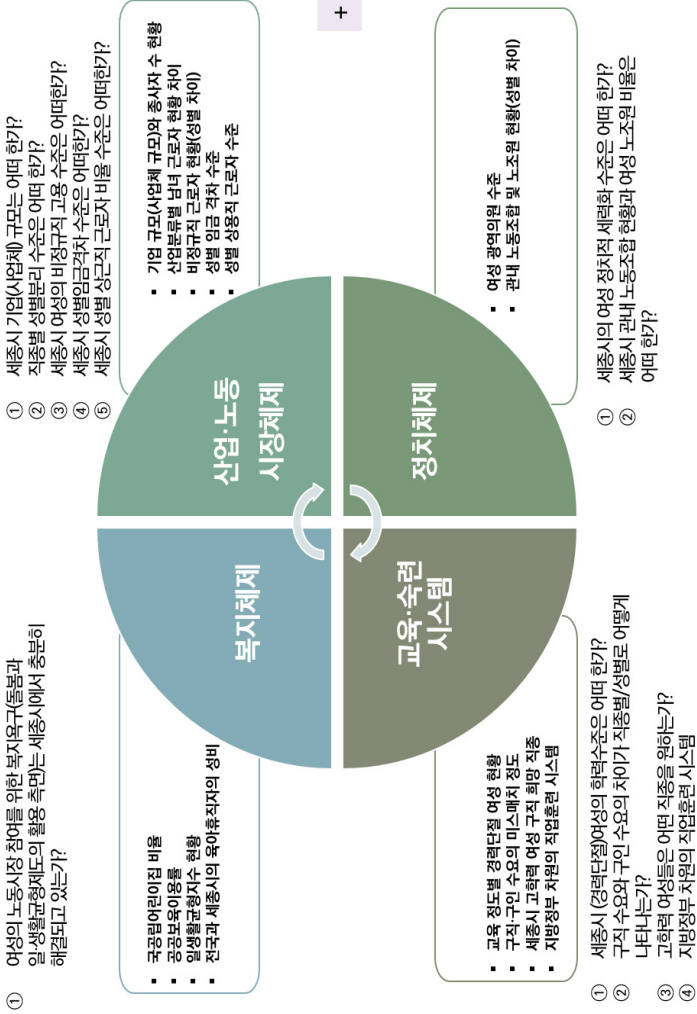 ① 여성의 노동시장 참여를 위한 복지욕구(돌봄과
일·생활균형제도의 활용 측면)는 세종시에서 충분히
해결되고 있는가?
▪ 국공립어린이집 비율
▪ 공공보육이용률
▪ 일생활균형지수 현황
▪ 전국과 세종시의 육아휴직자의 성비
복지체제
① 세종시 기업(사업체) 규모는 어떠 한가?
② 직종별 성별분리 수준은 어떠 한가?
③ 세종시 여성의 비정규직 고용 수준은 어떠한가?
④ 세종시 성별임금격차 수준은 어떠한가?
⑤ 세종시 성별 상근직 근로자 비율 수준은 어떠한가?
산업·노동
시장체제
▪ 기업 규모(사업체 규모)와 종사자 수 현황
▪ 산업분류별 남녀 근로자 현황 차이
▪ 비정규직 근로자 현황(성별 차이)
▪ 성별 임금 격차 수준
▪ 성별 상용직 근로자 수준
+
교육·숙련
시스템
▪ 교육 정도별 경력단절 여성 현황
▪ 구직·구인 수요의 미스매치 정도
▪ 세종시 고학력 여성 구직 희망 직종
▪ 지방정부 차원의 직업훈련 시스템
① 세종시 (경력단절)여성의 학력수준은 어떠 한가?
② 구직 수요와 구인 수요의 차이가 직종별/성별로 어떻게
나타나는가?
③ 고학력 여성들은 어떤 직종을 원하는가?
④ 지방정부 차원의 직업훈련 시스템
정치체제
▪ 여성 광역의원 수준
▪ 관내 노동조합 및 노조원 현황(성별 차이)
① 세종시의 여성 정치적 세력화 수준은 어떠 한가?
② 세종시 관내 노동조합 현황과 여성 노조원 비율은
어떠 한가?